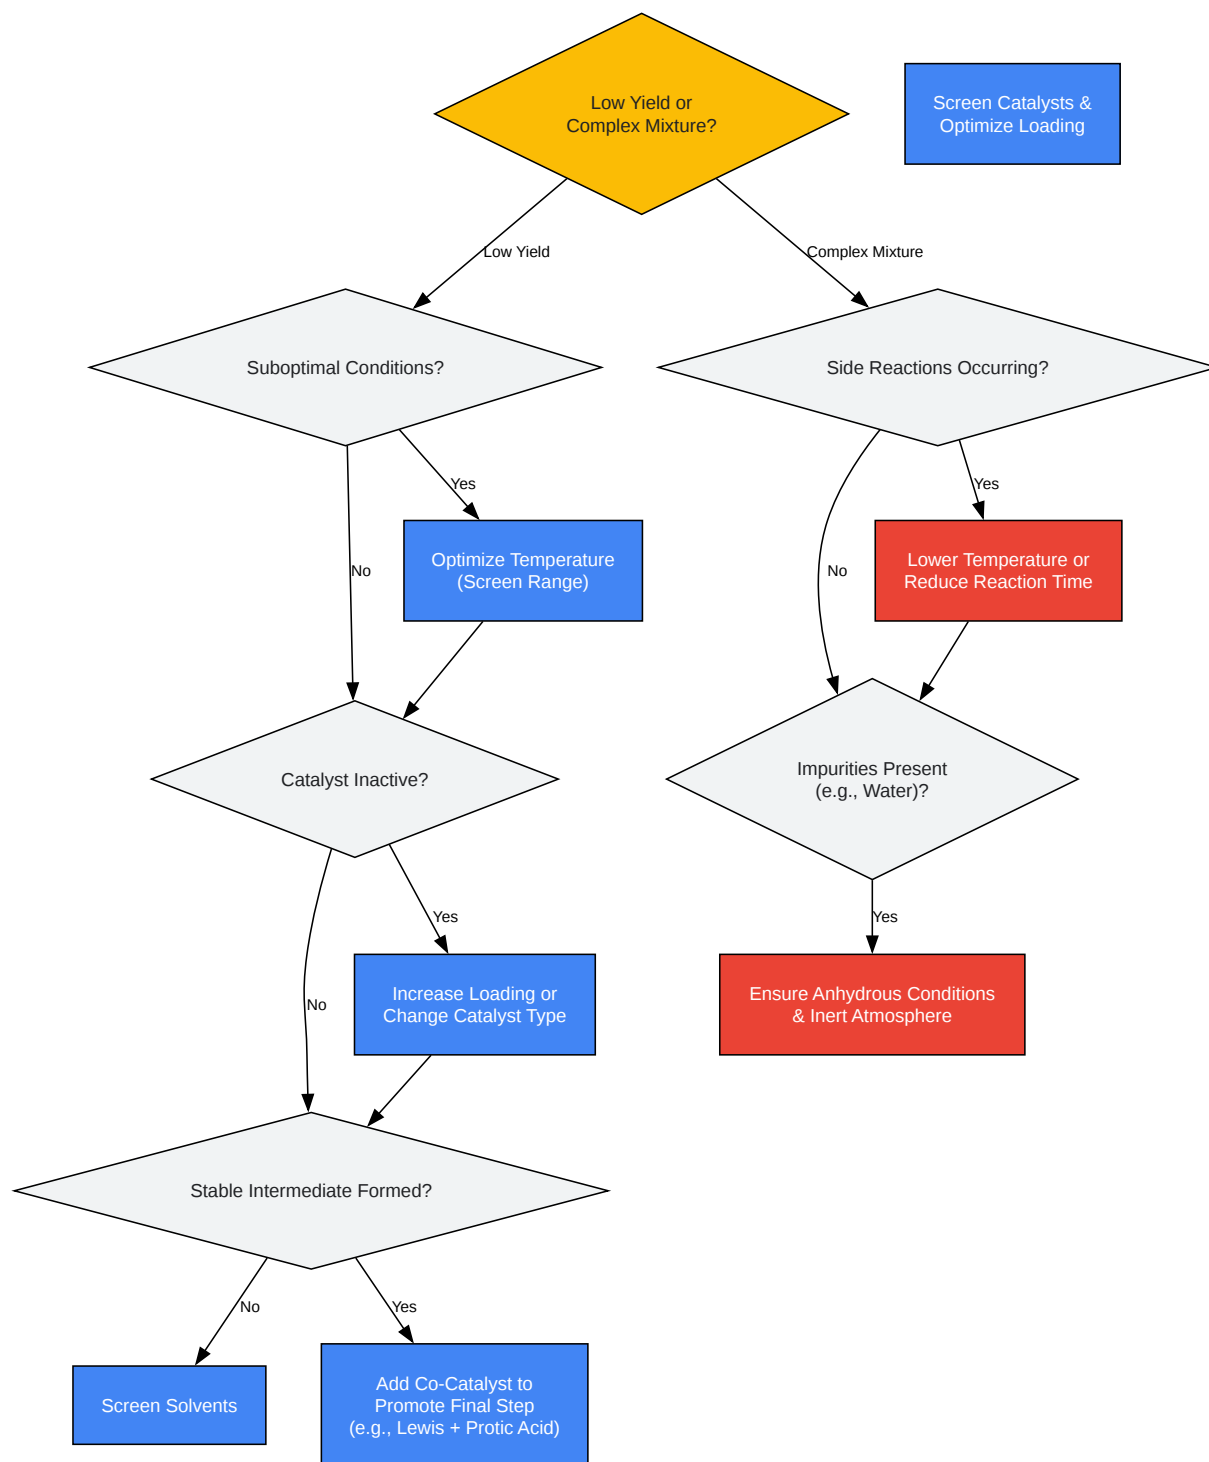 Low Yield or
Complex Mixture?
Screen Catalysts &
Optimize Loading
Low Yield
Complex Mixture
Suboptimal Conditions?
Side Reactions Occurring?
Yes
Yes
Optimize Temperature
(Screen Range)
Lower Temperature or
Reduce Reaction Time
No
No
Catalyst Inactive?
Impurities Present
(e.g., Water)?
Yes
Yes
Increase Loading or
Change Catalyst Type
Ensure Anhydrous Conditions
& Inert Atmosphere
No
Stable Intermediate Formed?
No
Yes
Screen Solvents
Add Co-Catalyst to
Promote Final Step
(e.g., Lewis + Protic Acid)